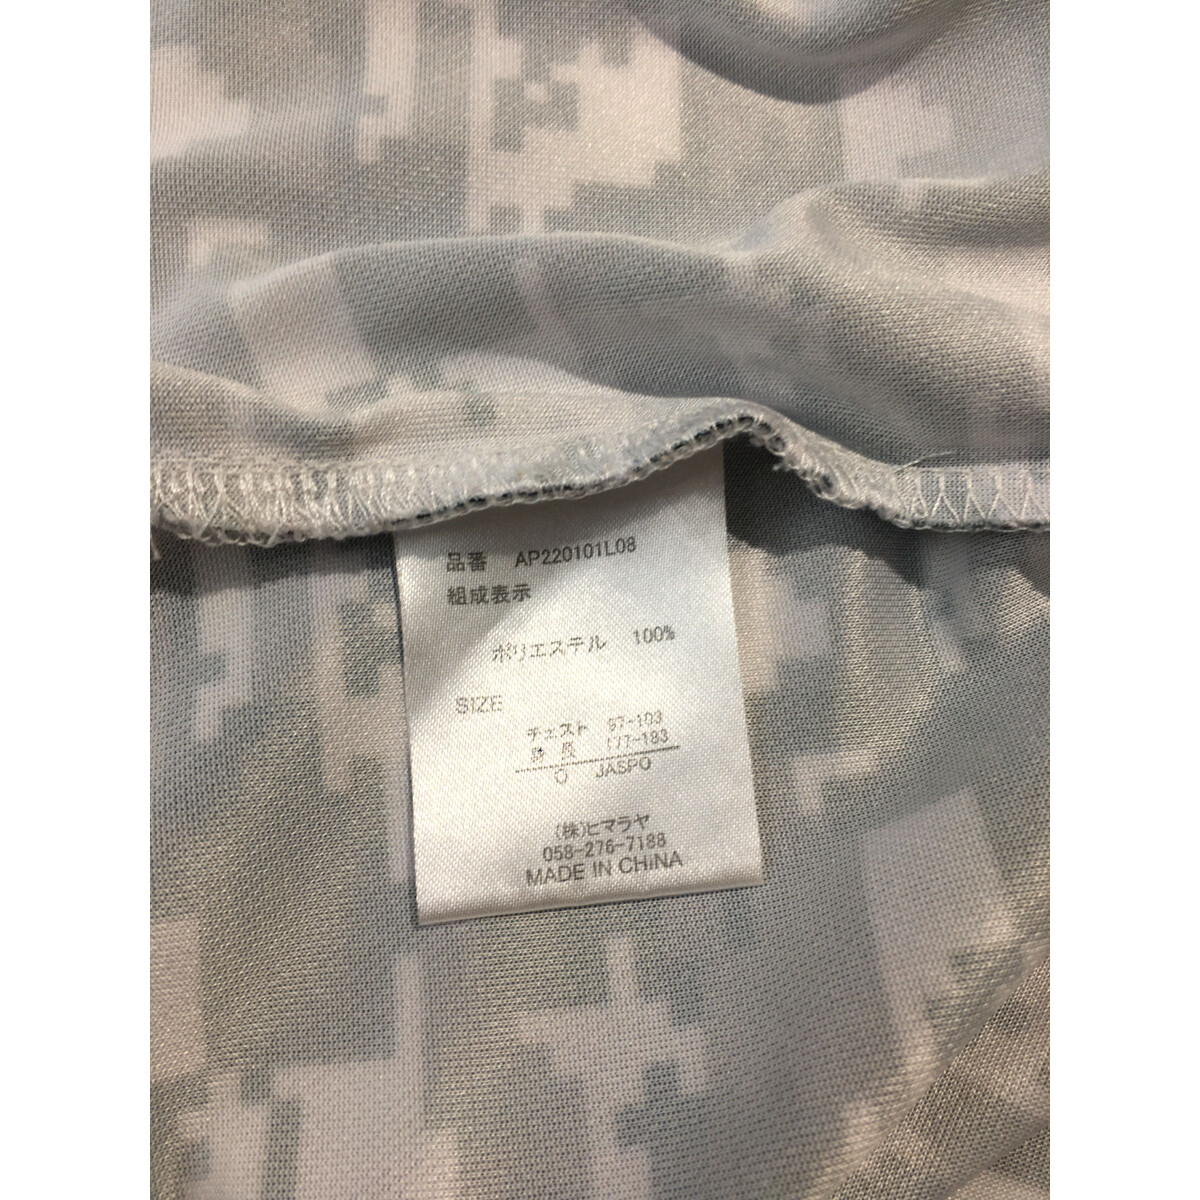 品番 AP220101L08
組成表示
ポリエステル 100%
SIZE
チェスト 97-103
身長 177-183
O JASPO
(株)ヒマラヤ
058-276-7188
MADE IN CHINA